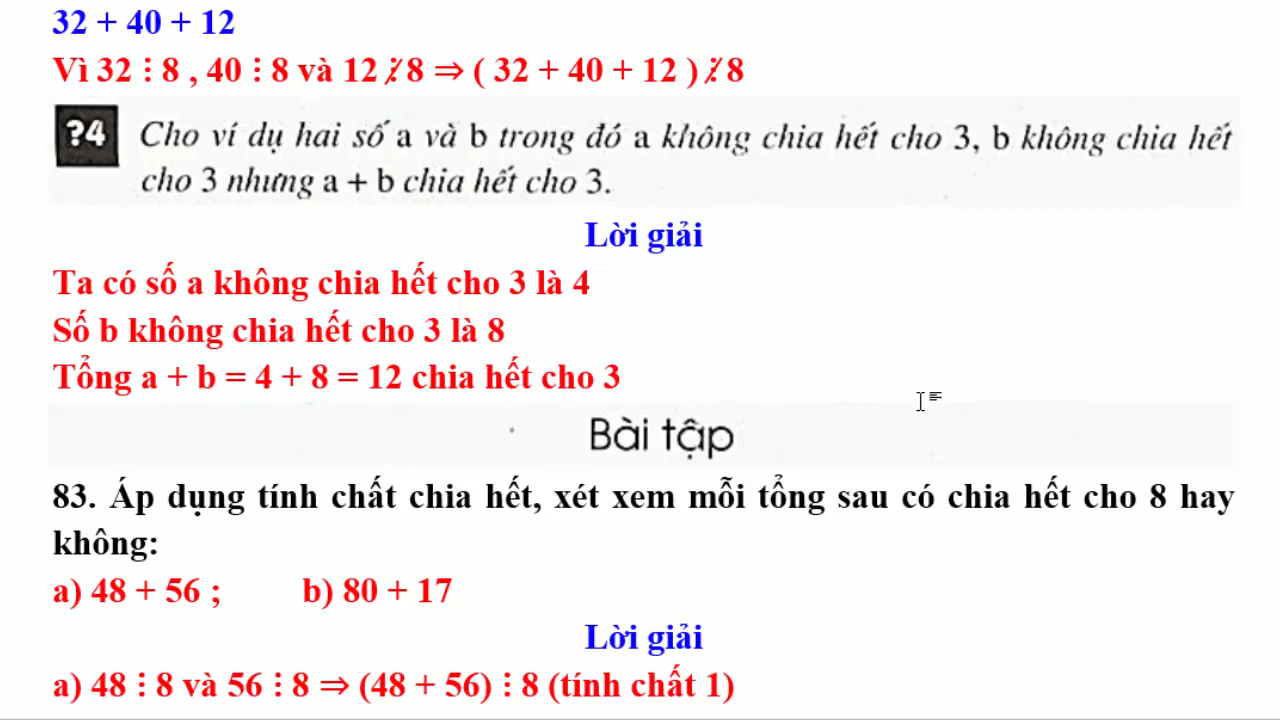 32 + 40 + 12
Vì 32 ⋮ 8 , 40 ⋮ 8 và 12 ⋮̸ 8 ⇒ ( 32 + 40 + 12 ) ⋮̸ 8
?4 Cho ví dụ hai số a và b trong đó a không chia hết cho 3, b không chia hết
cho 3 nhưng a + b chia hết cho 3.
Lời giải
Ta có số a không chia hết cho 3 là 4
Số b không chia hết cho 3 là 8
Tổng a + b = 4 + 8 = 12 chia hết cho 3
Bài tập
83. Áp dụng tính chất chia hết, xét xem mỗi tổng sau có chia hết cho 8 hay
không:
a) 48 + 56 ; b) 80 + 17
Lời giải
a) 48 ⋮ 8 và 56 ⋮ 8 ⇒ (48 + 56) ⋮ 8 (tính chất 1)